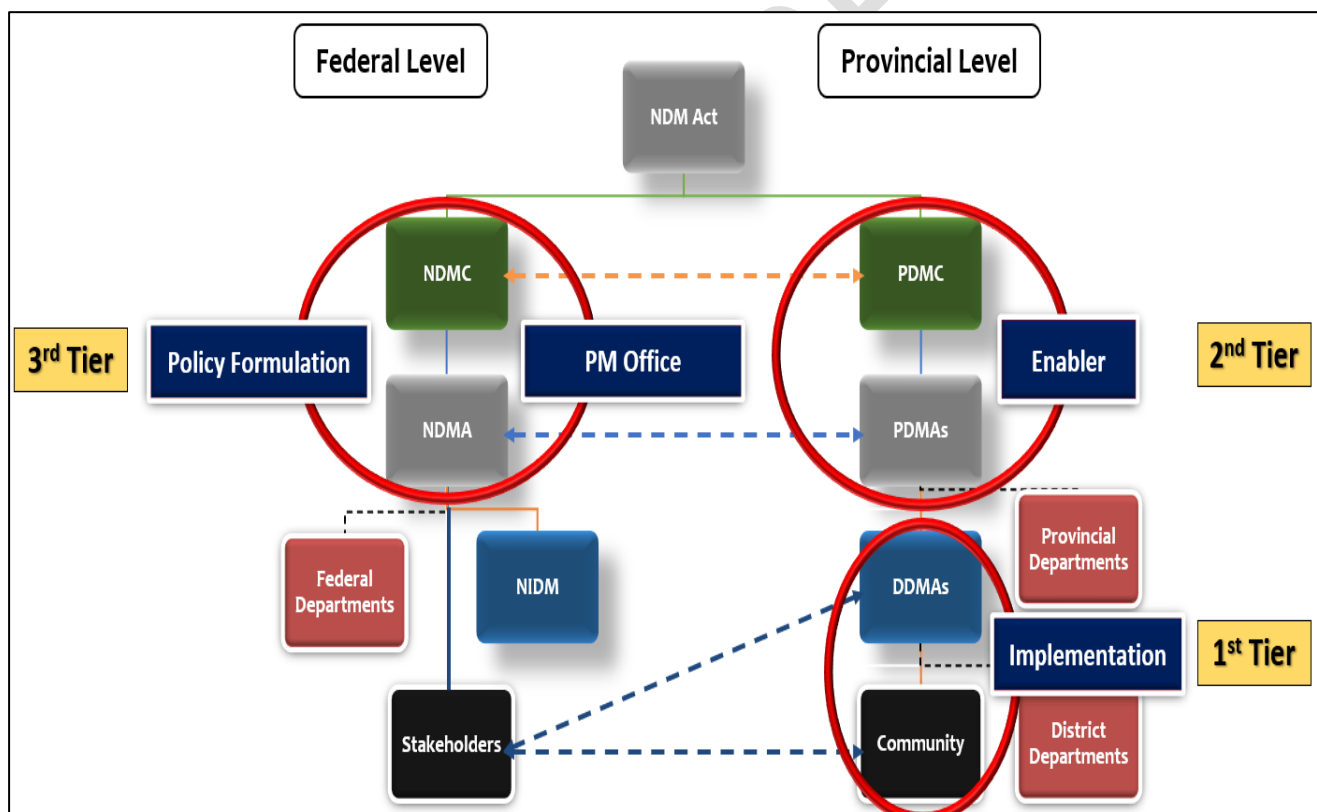 Federal Level
Provincial Level
NDM Act
NDMC
PDMC
3rd Tier
Policy Formulation
PM Office
Enabler
2nd Tier
NDMA
PDMAs
Federal
Departments
NIDM
DDMAs
Provincial
Departments
Implementation
1st Tier
Stakeholders
Community
District
Departments